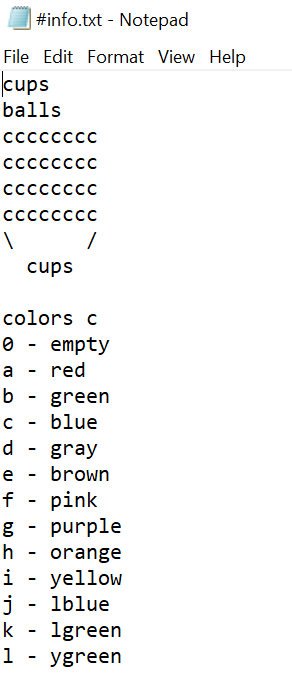 #info.txt - Notepad
File Edit Format View Help
cups
balls
cccccccc
cccccccc
cccccccc
cccccccc
\      /
  cups

colors c
0 - empty
a - red
b - green
c - blue
d - gray
e - brown
f - pink
g - purple
h - orange
i - yellow
j - lblue
k - lgreen
l - ygreen